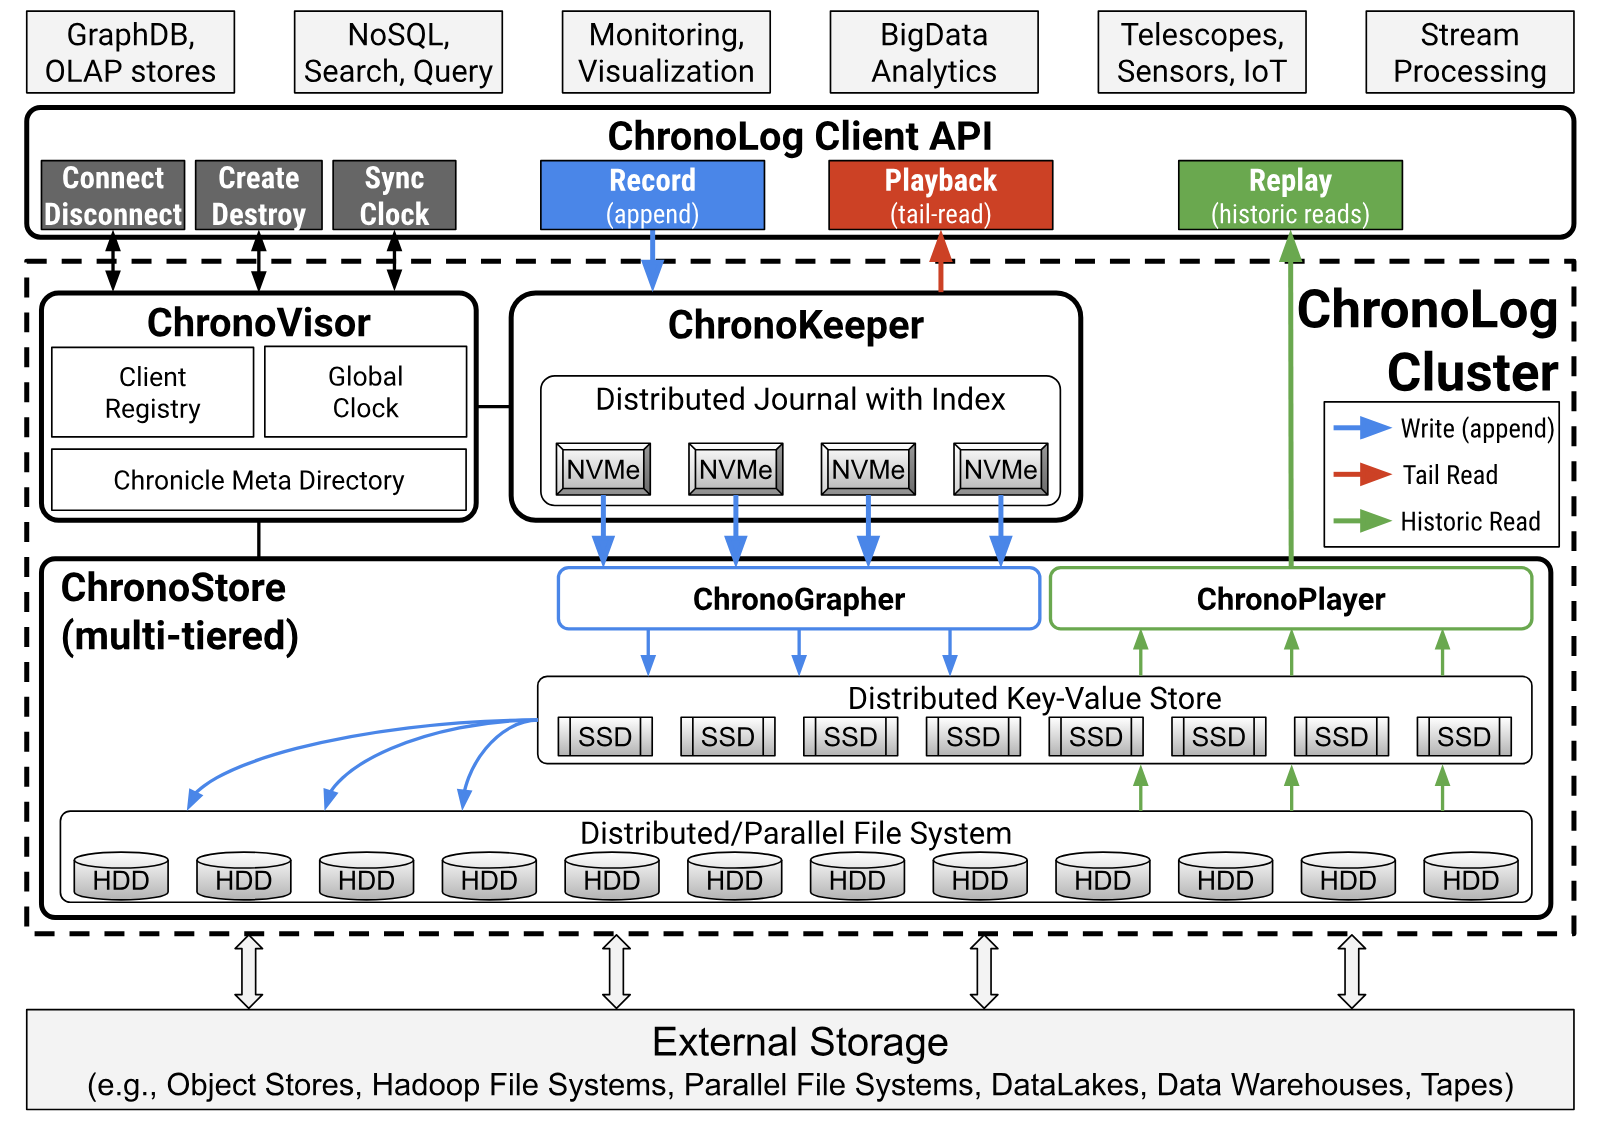 GraphDB,
OLAP stores
NoSQL,
Search, Query
Monitoring,
Visualization
BigData
Analytics
Telescopes,
Sensors, IoT
Stream
Processing
ChronoLog Client API
Connect
Disconnect
Create
Destroy
Sync
Clock
Record
(append)
Playback
(tail-read)
Replay
(historic reads)
ChronoVisor
Client
Registry
Global
Clock
Chronicle Meta Directory
ChronoKeeper
Distributed Journal with Index
NVMe NVMe NVMe NVMe
ChronoLog
Cluster
Write (append)
Tail Read
Historic Read
ChronoStore
(multi-tiered)
ChronoGrapher
ChronoPlayer
Distributed Key-Value Store
SSD SSD SSD SSD SSD SSD SSD SSD
Distributed/Parallel File System
HDD HDD HDD HDD HDD HDD HDD HDD HDD HDD HDD HDD
External Storage
(e.g., Object Stores, Hadoop File Systems, Parallel File Systems, DataLakes, Data Warehouses, Tapes)